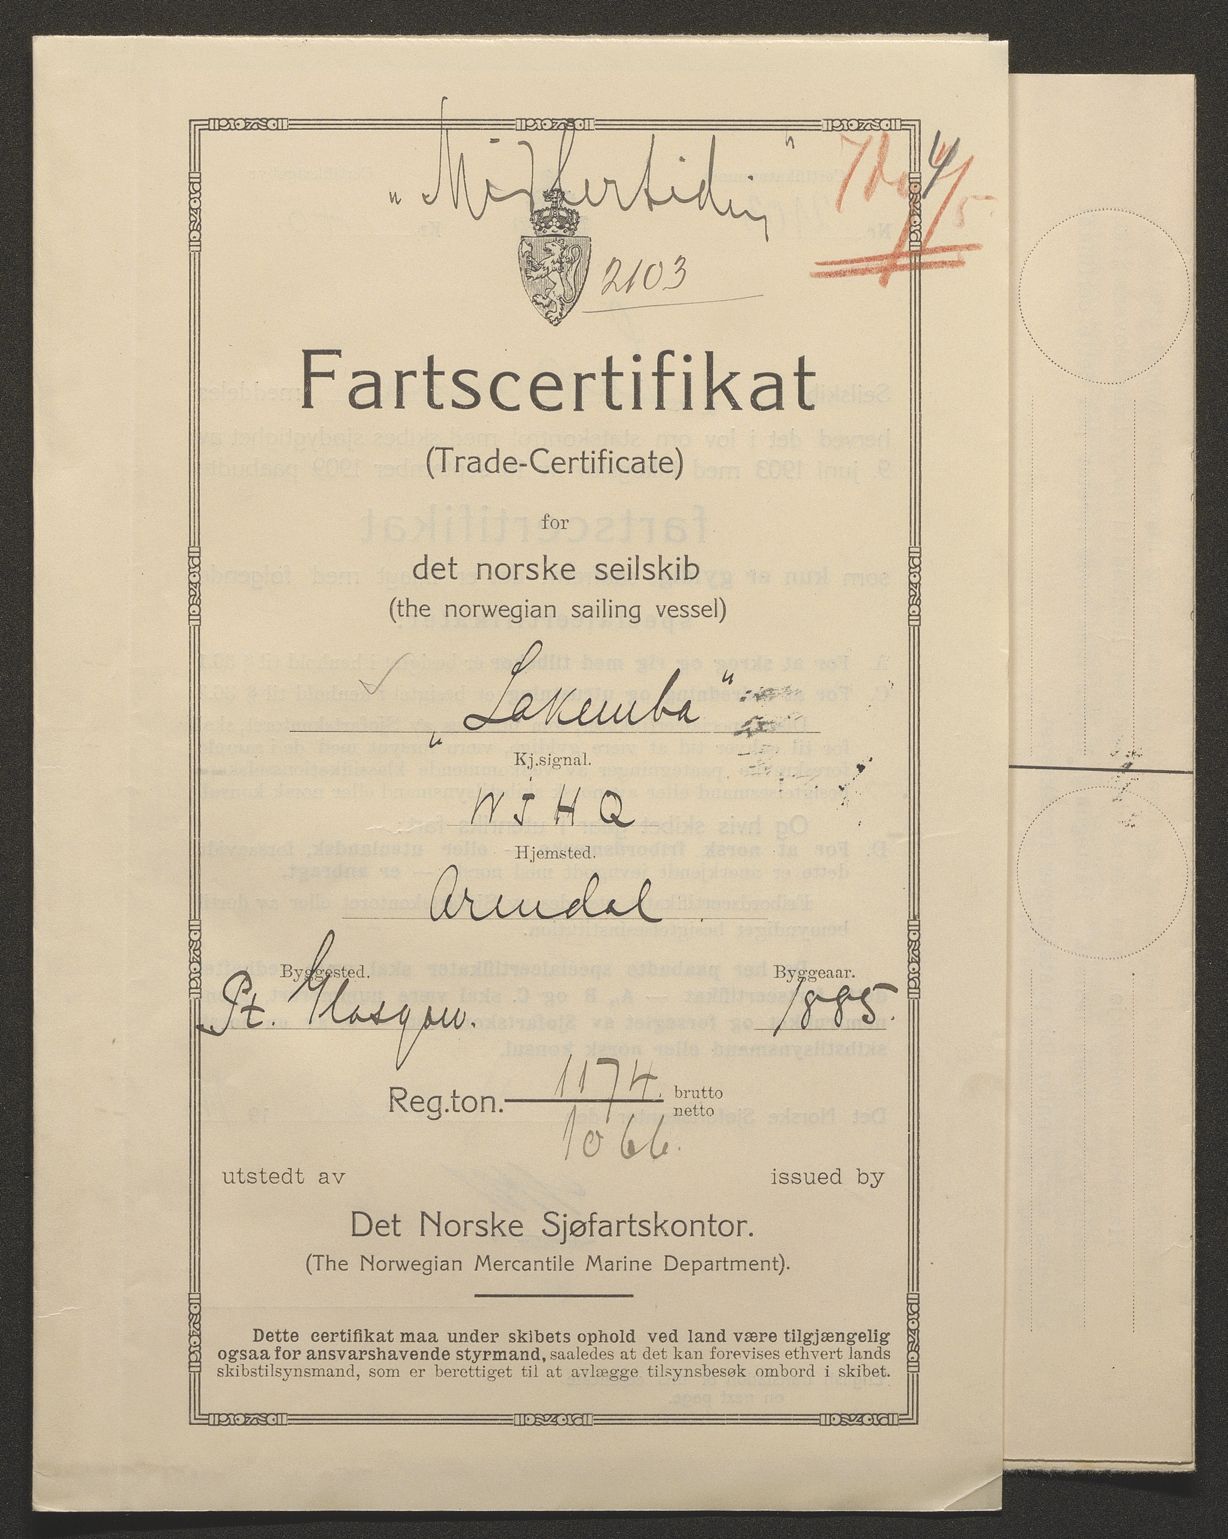 "Midlertidig"
2103
Fartscertifikat
(Trade-Certificate)
for
det norske seilskib
(the norwegian sailing vessel)
„Lakemba"
Kj.signal.
Hjemsted.
Arendal.
Byggested. Byggeaar.
Pt. Glasgow. 1885.
Reg.ton. 1174. brutto
1066. netto
utstedt av issued by
Det Norske Sjøfartskontor.
(The Norwegian Mercantile Marine Department).
Dette certifikat maa under skibets ophold ved land være tilgjængelig
ogsaa for ansvarshavende styrmand, saaledes at det kan forevises ethvert lands
skibstilsynsmand, som er berettiget til at avlægge tilsynsbesøk ombord i skibet.